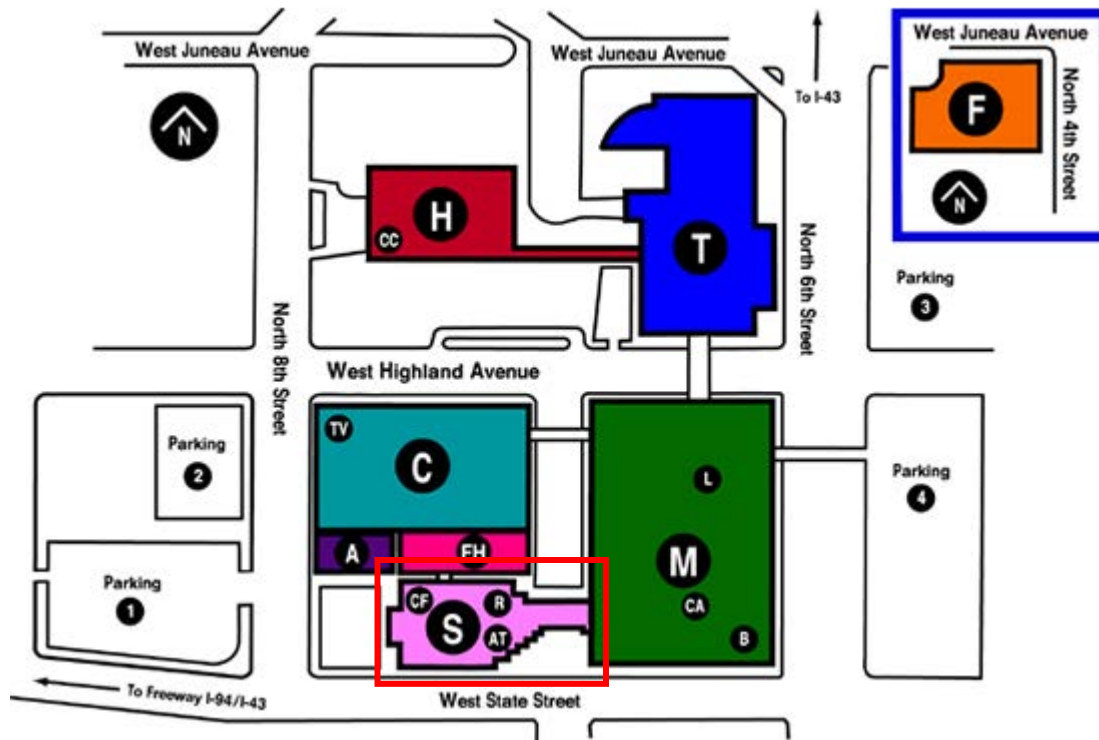 West Juneau Avenue
West Juneau Avenue
To I-43
West Juneau Avenue
North 4th Street
F
N
N
H
CC
T
North 6th Street
Parking
3
North 8th Street
West Highland Avenue
TV
C
Parking
2
L
Parking
4
A
FH
M
Parking
1
CF
S
R
AT
CA
B
To Freeway I-94/I-43
West State Street